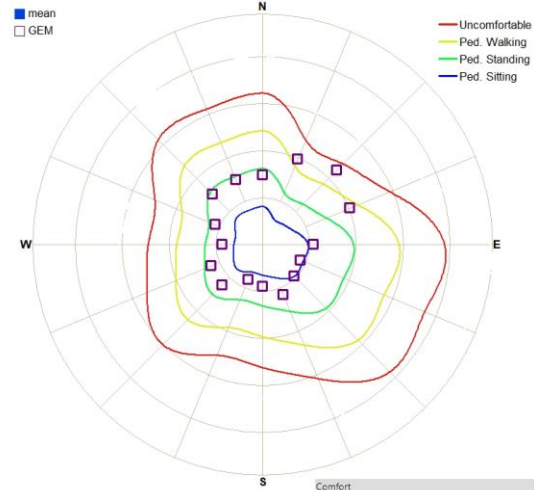 mean
GEM
N
Uncomfortable
Ped. Walking
Ped. Standing
Ped. Sitting
W
E
S
Comfort